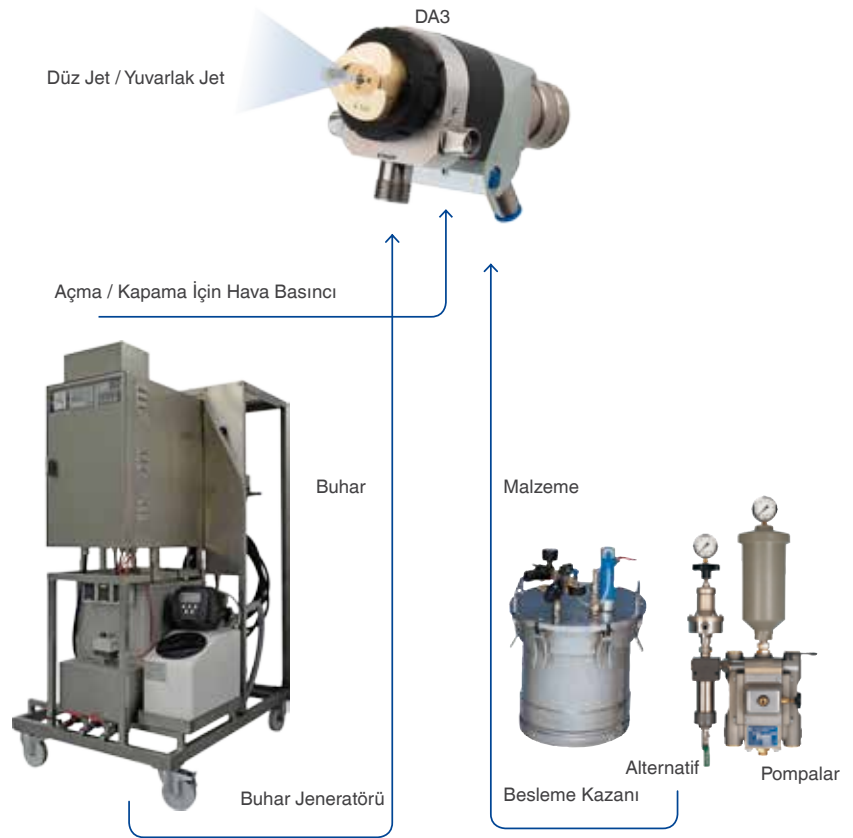 DA3
Düz Jet / Yuvarlak Jet
Açma / Kapama İçin Hava Basıncı
Buhar
Malzeme
Alternatif
Pompalar
Buhar Jeneratörü
Besleme Kazanı